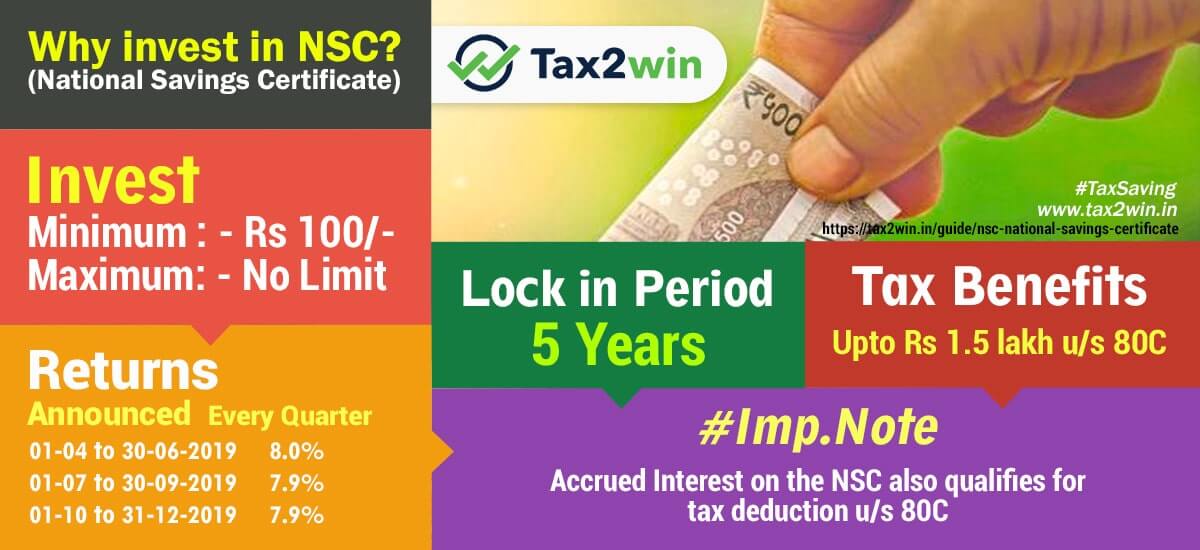 Why invest in NSC?
(National Savings Certificate)
Tax2win
₹500
500
#TaxSaving
www.tax2win.in
https://tax2win.in/guide/nsc-national-savings-certificate
Invest
Minimum : - Rs 100/-
Maximum: - No Limit
Lock in Period
5 Years
Tax Benefits
Upto Rs 1.5 lakh u/s 80C
Returns
Announced Every Quarter
01-04 to 30-06-2019 8.0%
01-07 to 30-09-2019 7.9%
01-10 to 31-12-2019 7.9%
#Imp.Note
Accrued Interest on the NSC also qualifies for
tax deduction u/s 80C